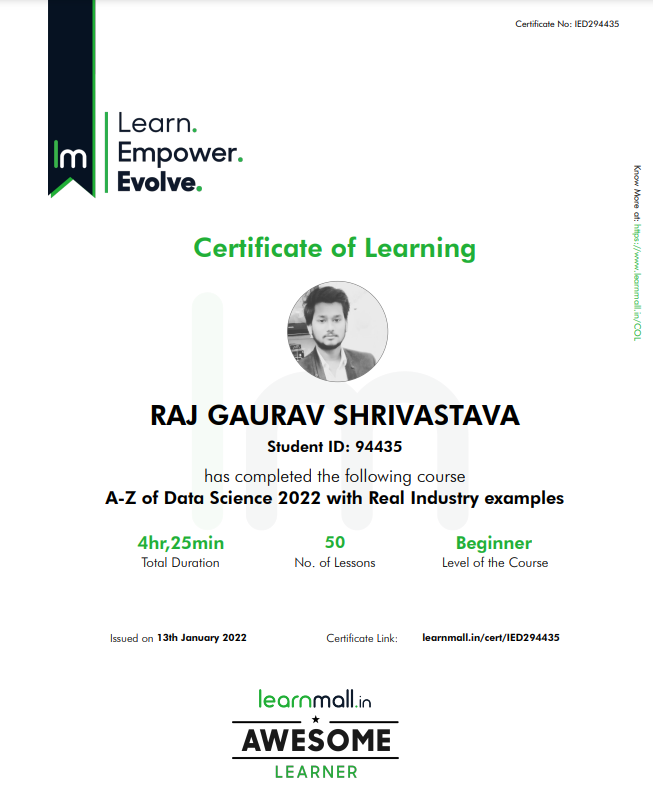 Certificate No: IED294435
lm
Learn.
Empower.
Evolve.
Know More at: https://www.learnmall.in/COL
Certificate of Learning
lm
RAJ GAURAV SHRIVASTAVA
Student ID: 94435
has completed the following course
A-Z of Data Science 2022 with Real Industry examples
4hr,25min 50 Beginner
Total Duration No. of Lessons Level of the Course
Issued on 13th January 2022 Certificate Link: learnmall.in/cert/IED294435
learnmall.in
AWESOME
LEARNER